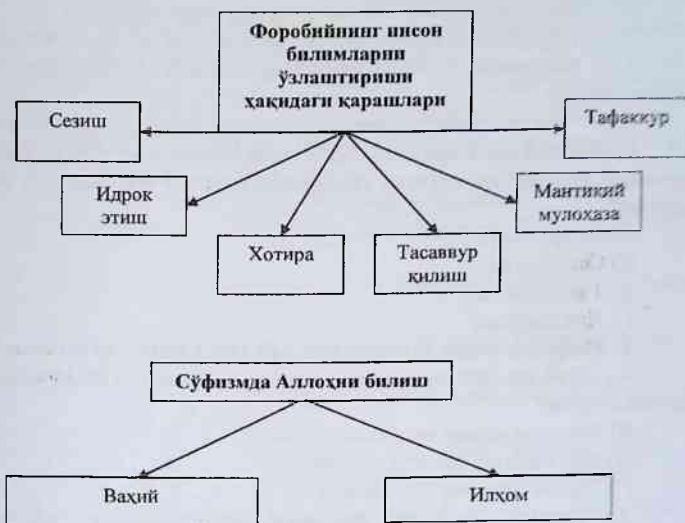 Форобийнинг инсон
билимларни
ўзлаштириши
ҳақидаги қарашлари
Сезиш
Тафаккур
Идрок
этиш
Мантикий
мулоҳаза
Хотира
Тасаввур
қилиш
Сўфизмда Аллоҳни билиш
Ваҳий
Илҳом